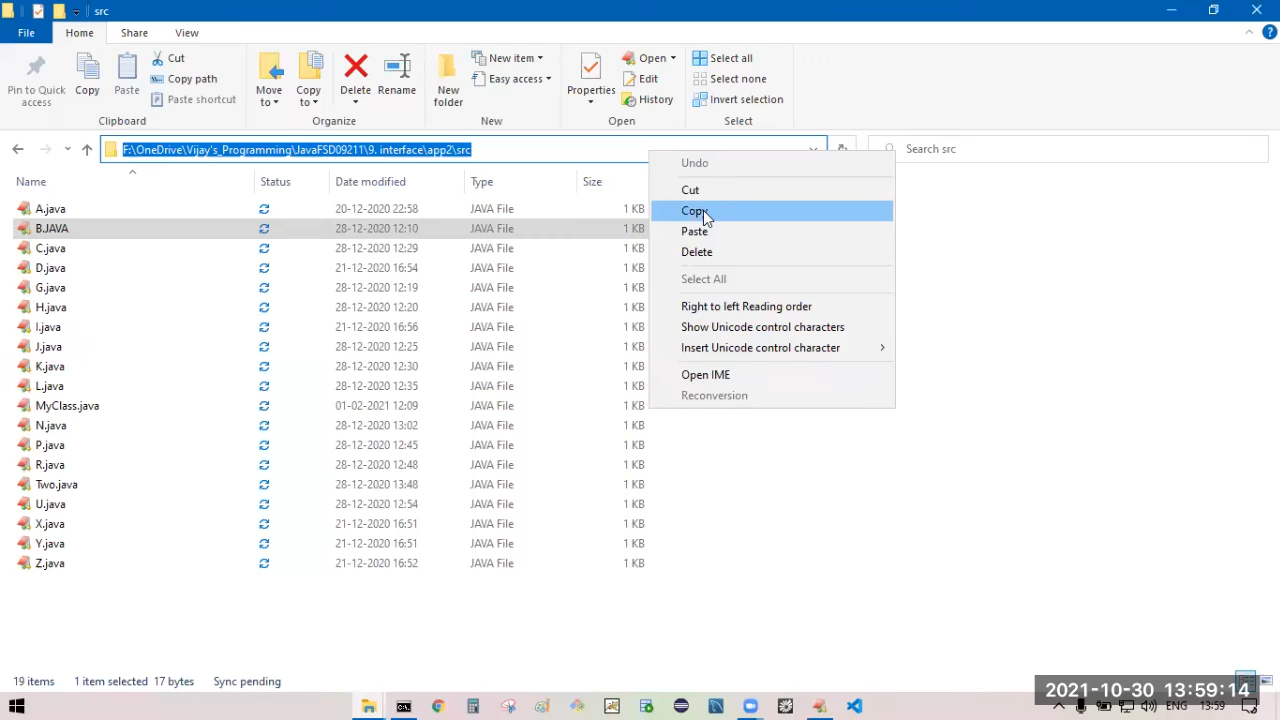 src
File Home Share View
Pin to Quick access
Copy
Paste
Cut
Copy path
Paste shortcut
Clipboard
Move to
Copy to
Delete
Rename
Organize
New folder
New item
Easy access
New
Properties
Open
Edit
History
Open
Select all
Select none
Invert selection
Select
F:\OneDrive\Vijay's_Programming\JavaFSD09211\9. interface\app2\src
Search src
Name Status Date modified Type Size
A.java 20-12-2020 22:58 JAVA File 1 KB
B.JAVA 28-12-2020 12:10 JAVA File 1 KB
C.java 28-12-2020 12:29 JAVA File 1 KB
D.java 21-12-2020 16:54 JAVA File 1 KB
G.java 28-12-2020 12:19 JAVA File 1 KB
H.java 28-12-2020 12:20 JAVA File 1 KB
I.java 21-12-2020 16:56 JAVA File 1 KB
J.java 28-12-2020 12:25 JAVA File 1 KB
K.java 28-12-2020 12:30 JAVA File 1 KB
L.java 28-12-2020 12:35 JAVA File 1 KB
MyClass.java 01-02-2021 12:09 JAVA File 1 KB
N.java 28-12-2020 13:02 JAVA File 1 KB
P.java 28-12-2020 12:45 JAVA File 1 KB
R.java 28-12-2020 12:48 JAVA File 1 KB
Two.java 28-12-2020 13:48 JAVA File 1 KB
U.java 28-12-2020 12:54 JAVA File 1 KB
X.java 21-12-2020 16:51 JAVA File 1 KB
Y.java 21-12-2020 16:51 JAVA File 1 KB
Z.java 21-12-2020 16:52 JAVA File 1 KB
Undo
Cut
Copy
Paste
Delete
Select All
Right to left Reading order
Show Unicode control characters
Insert Unicode control character
Open IME
Reconversion
19 items 1 item selected 17 bytes Sync pending
2021-10-30 13:59:14
ENG 13:59